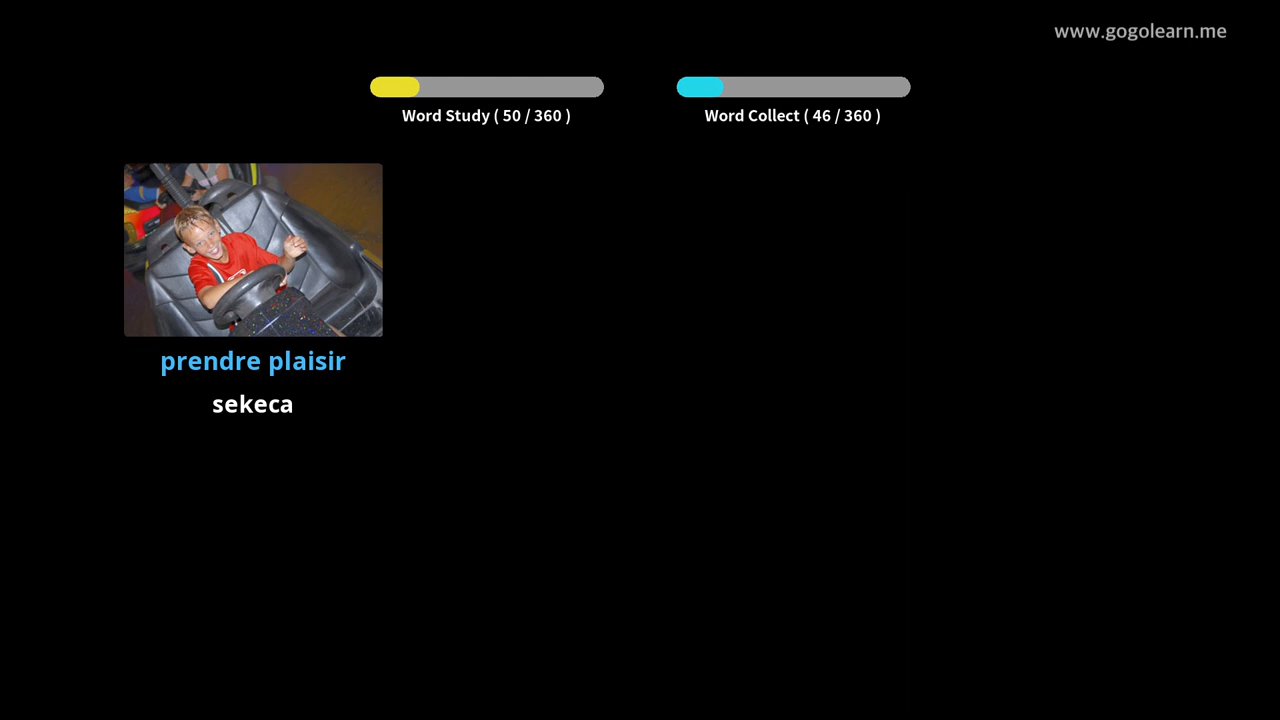 www.gogolearn.me
Word Study ( 50 / 360 )
Word Collect ( 46 / 360 )
prendre plaisir
sekeca